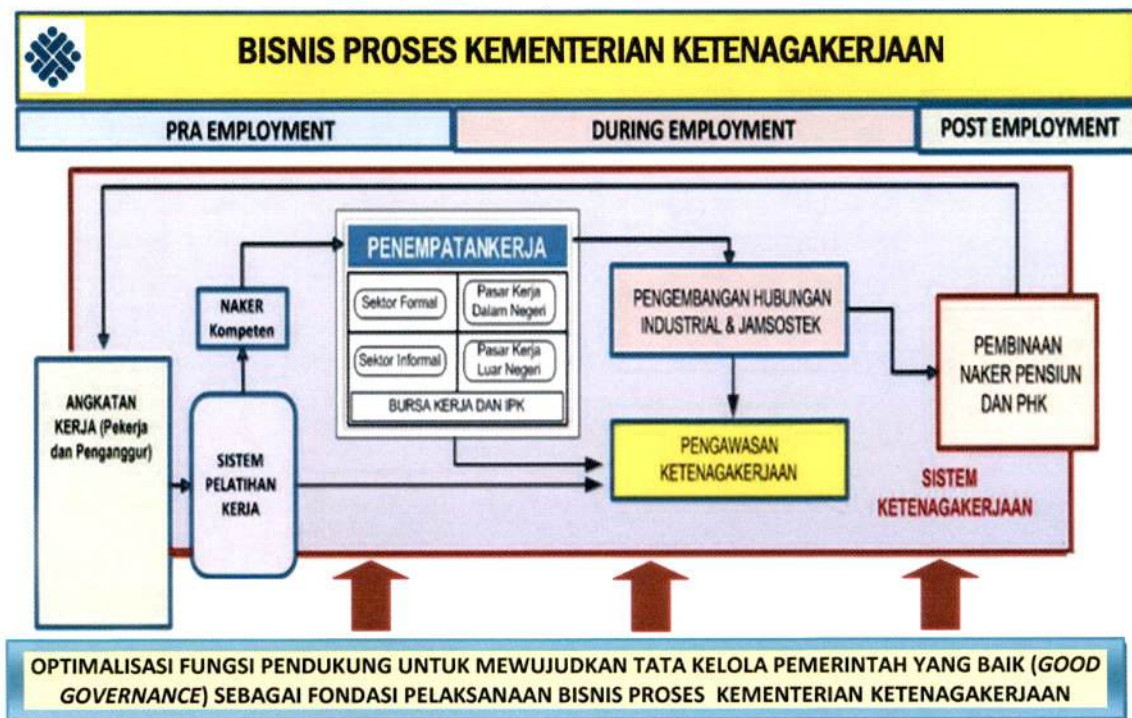 BISNIS PROSES KEMENTERIAN KETENAGAKERJAAN
PRA EMPLOYMENT
DURING EMPLOYMENT
POST EMPLOYMENT
ANGKATAN
KERJA (Pekerja
dan Penganggur)
NAKER
Kompeten
SISTEM
PELATIHAN
KERJA
PENEMPATANKERJA
Sektor Formal
Pasar Kerja
Dalam Negeri
Sektor Informal
Pasar Kerja
Luar Negeri
BURSA KERJA DAN IPK
PENGEMBANGAN HUBUNGAN
INDUSTRIAL & JAMSOSTEK
PENGAWASAN
KETENAGAKERJAAN
PEMBINAAN
NAKER PENSIUN
DAN PHK
SISTEM
KETENAGAKERJAAN
OPTIMALISASI FUNGSI PENDUKUNG UNTUK MEWUJUDKAN TATA KELOLA PEMERINTAH YANG BAIK (GOOD
GOVERNANCE) SEBAGAI FONDASI PELAKSANAAN BISNIS PROSES KEMENTERIAN KETENAGAKERJAAN